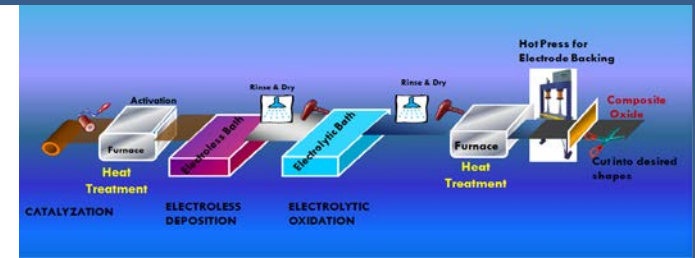 Hot Press for
Electrode Backing
Rinse & Dry
Rinse & Dry
Activation
Composite
Oxide
Electroless Bath
Electrolytic Bath
Furnace
Furnace
Heat
Treatment
Heat
Treatment
Cut into desired
shapes
CATALYZATION
ELECTROLESS
DEPOSITION
ELECTROLYTIC
OXIDATION